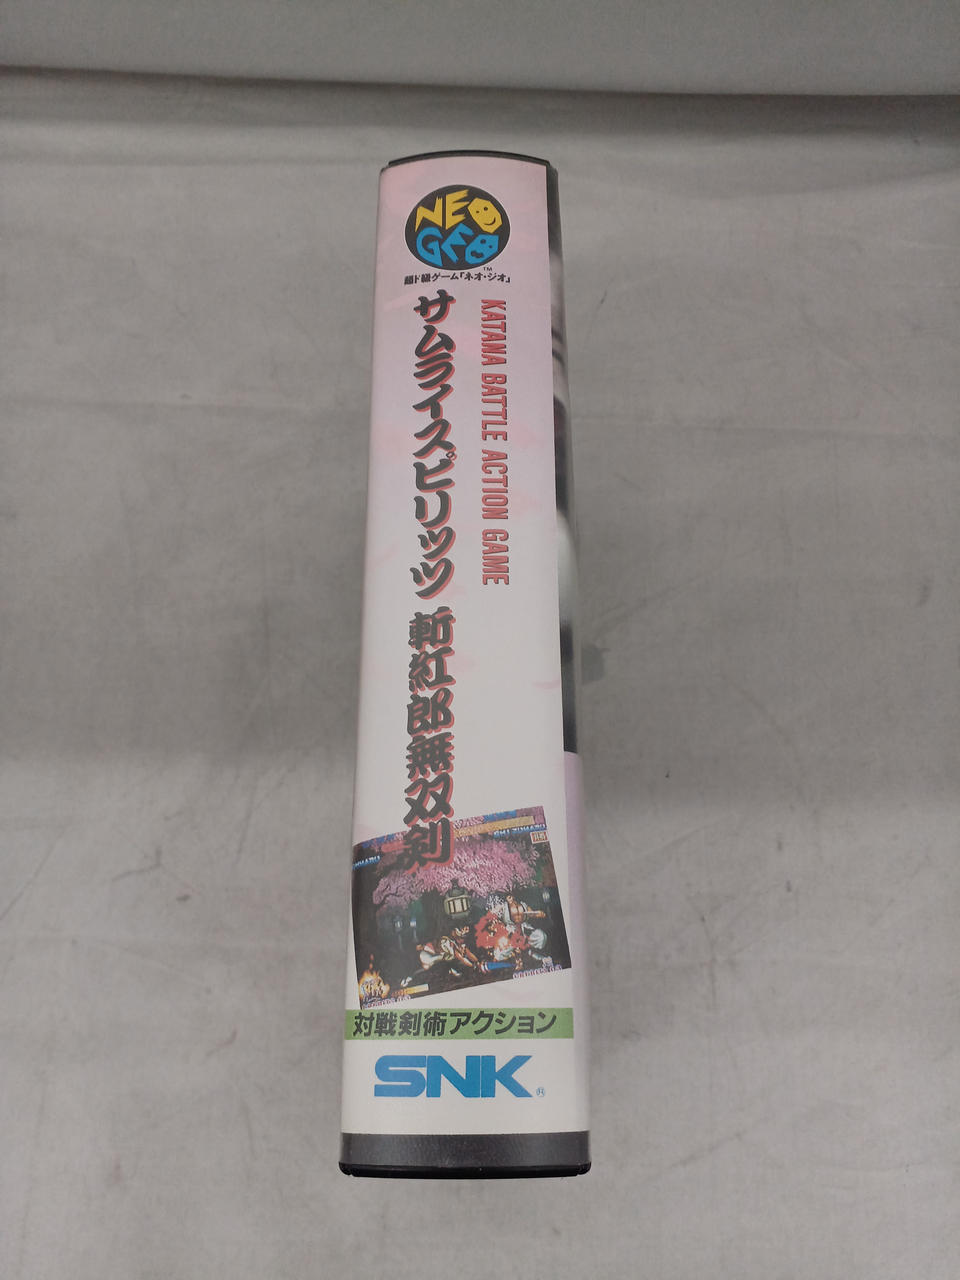 NEO
GEO
TM
超ド級ゲーム「ネオ・ジオ」
KATANA BATTLE ACTION GAME
サムライスピリッツ 斬紅郎無双剣
対戦剣術アクション
SNK®